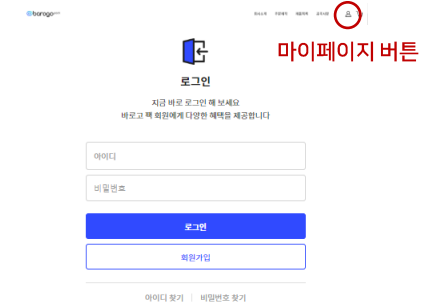 barogo
마이페이지 버튼
로그인
지금 바로 로그인 해 보세요
바로고 팩 회원에게 다양한 혜택을 제공합니다
아이디
비밀번호
로그인
회원가입
아이디 찾기 | 비밀번호 찾기